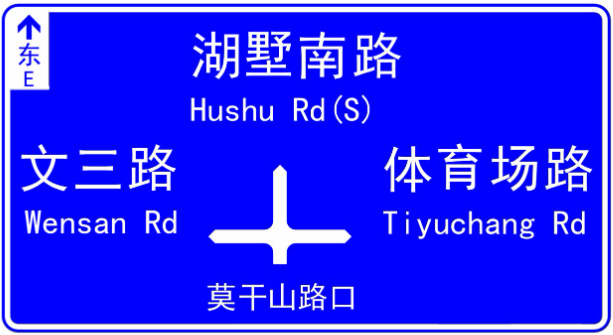 东
E
湖墅南路
Hushu Rd(S)
文三路
Wensan Rd
体育场路
Tiyuchang Rd
莫干山路口